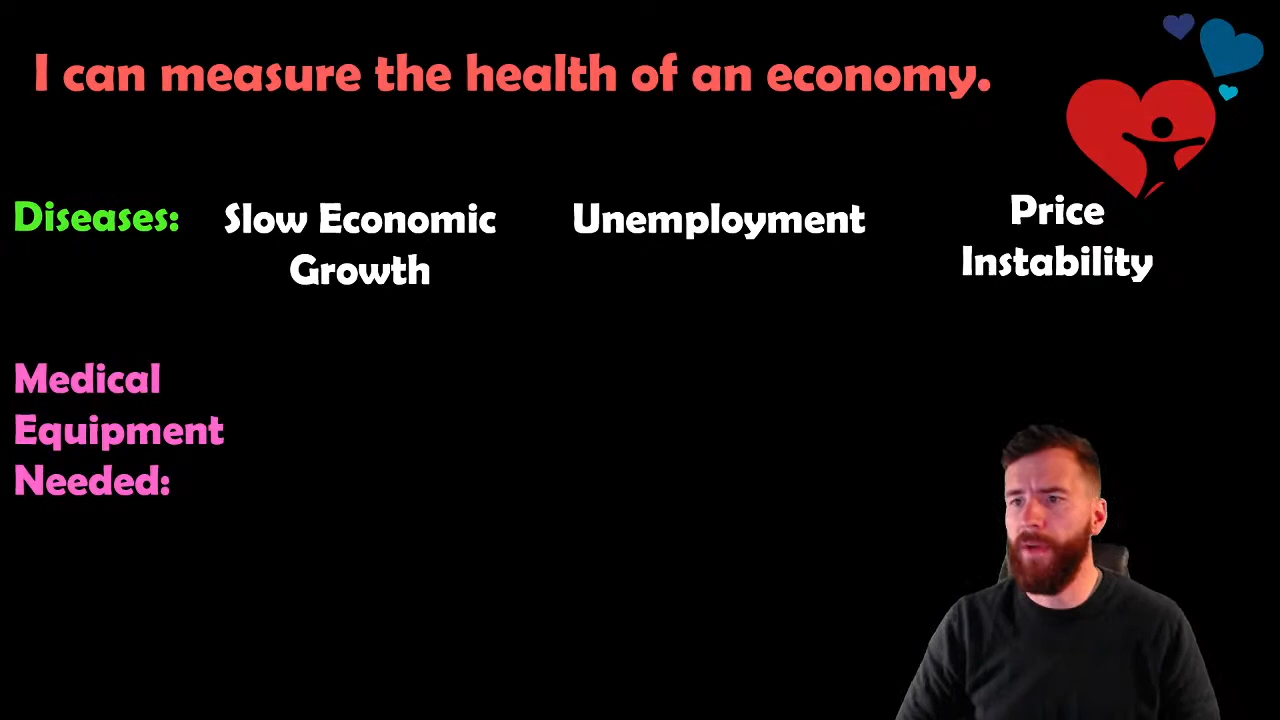 I can measure the health of an economy.
Diseases:
Slow Economic
Growth
Unemployment
Price
Instability
Medical
Equipment
Needed: